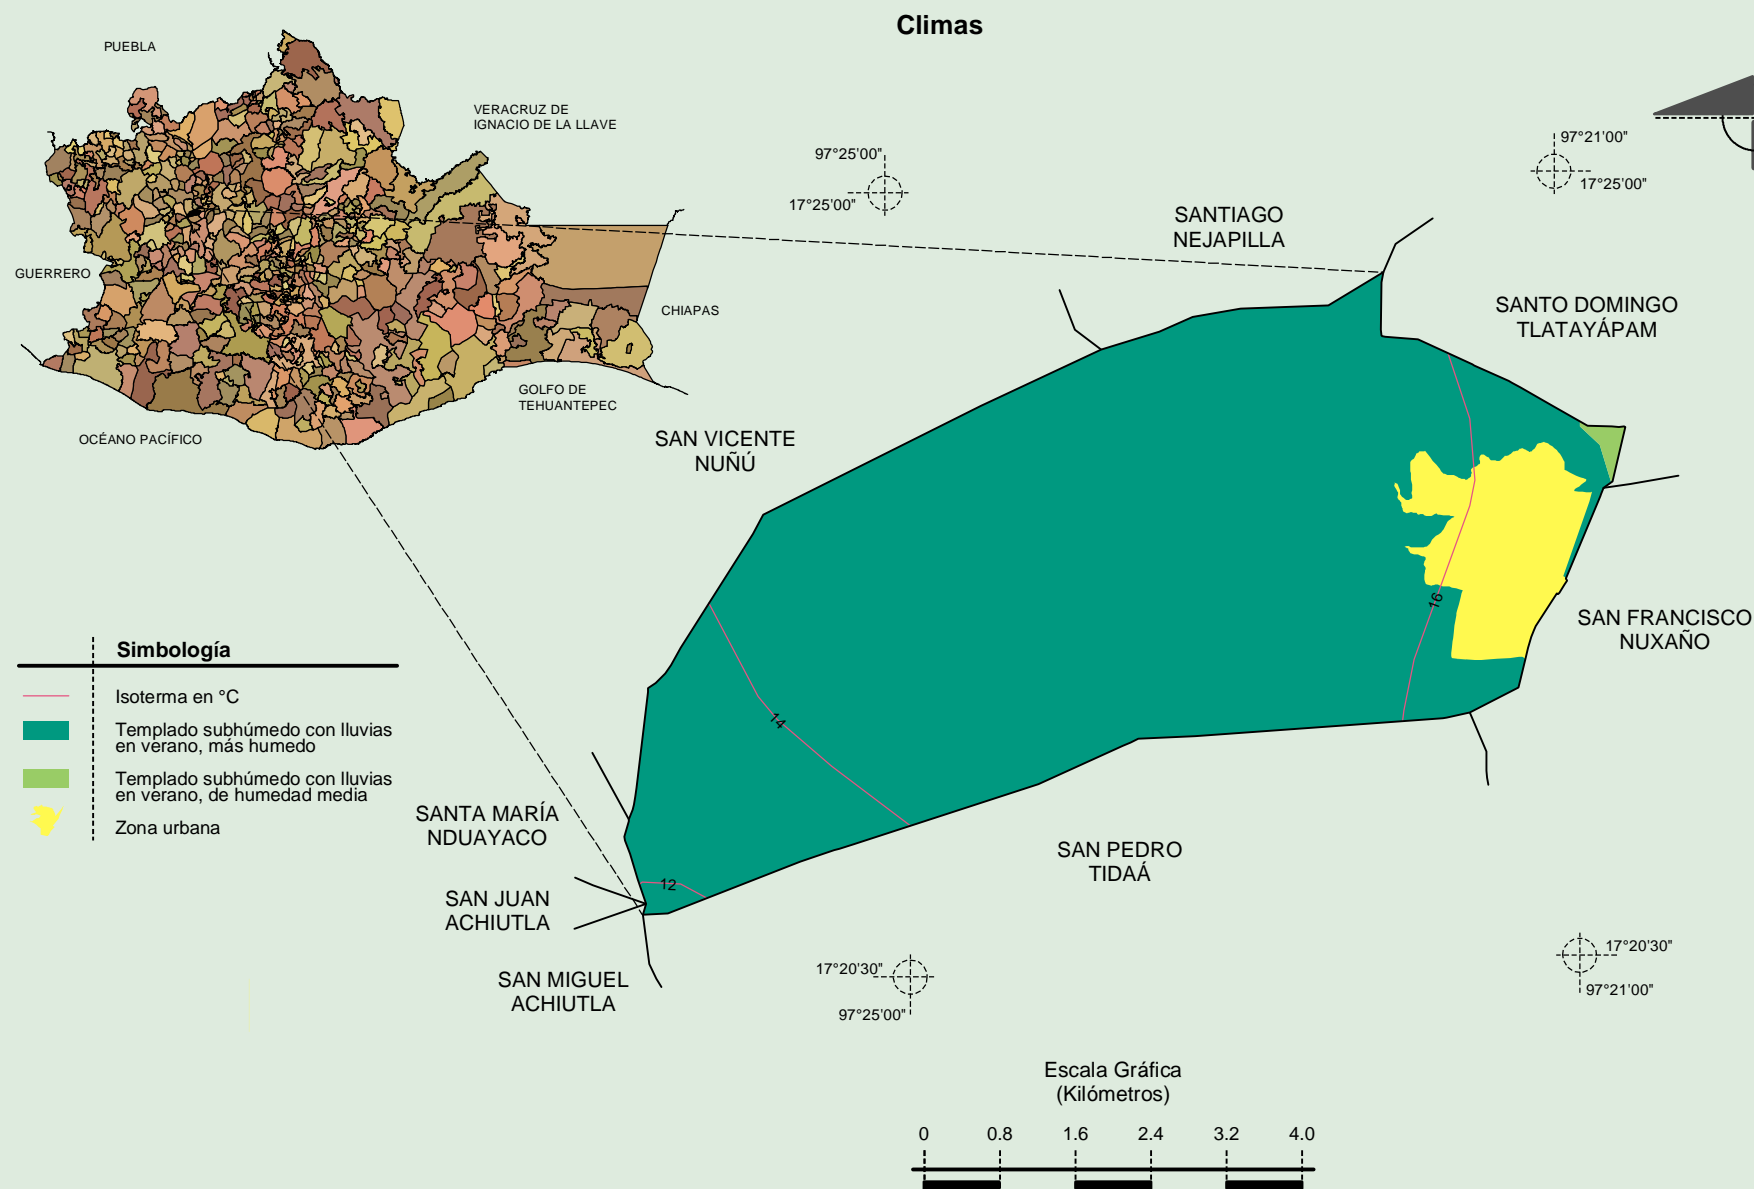 Climas
PUEBLA
VERACRUZ DE
IGNACIO DE LA LLAVE
GUERRERO
CHIAPAS
GOLFO DE
TEHUANTEPEC
OCÉANO PACÍFICO
97°25'00"
17°25'00"
97°21'00"
17°25'00"
SANTIAGO
NEJAPILLA
SANTO DOMINGO
TLATAYÁPAM
SAN VICENTE
NUÑÚ
SAN FRANCISCO
NUXAÑO
16
14
12
Simbología
Isoterma en °C
Templado subhúmedo con lluvias
en verano, más humedo
Templado subhúmedo con lluvias
en verano, de humedad media
Zona urbana
SANTA MARÍA
NDUAYACO
SAN JUAN
ACHIUTLA
SAN MIGUEL
ACHIUTLA
SAN PEDRO
TIDAÁ
17°20'30"
97°25'00"
17°20'30"
97°21'00"
Escala Gráfica
(Kilómetros)
0 0.8 1.6 2.4 3.2 4.0